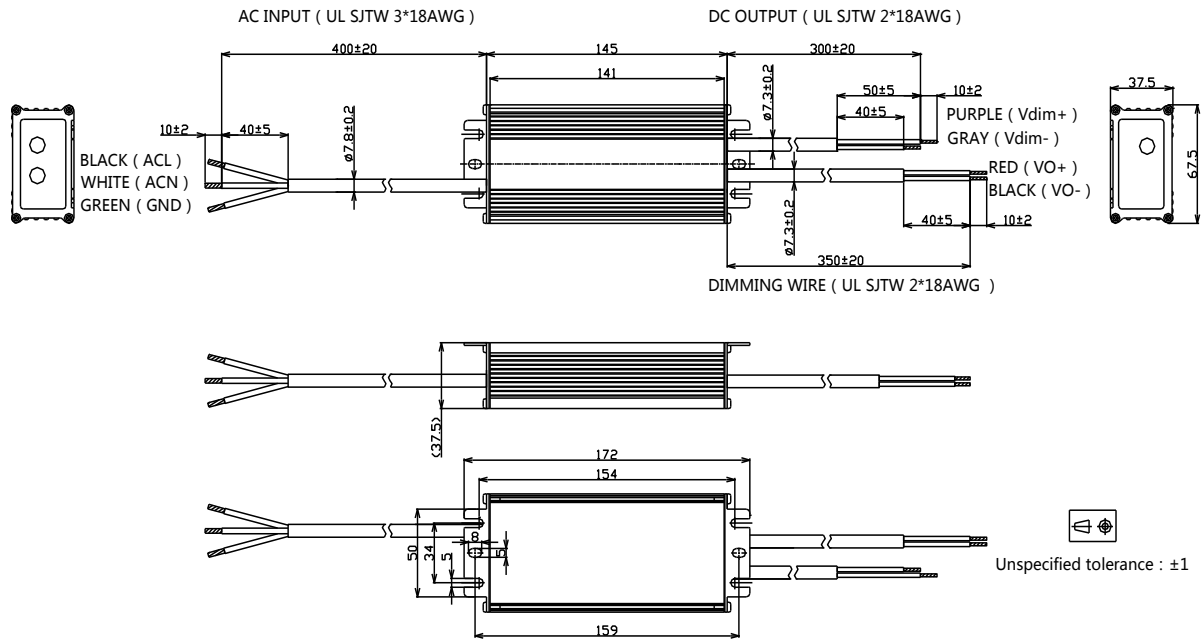 AC INPUT ( UL SJTW 3*18AWG )
DC OUTPUT ( UL SJTW 2*18AWG )
400±20
145
300±20
141
50±5
10±2
40±5
37.5
10±2
40±5
ø7.8±0.2
ø7.3±0.2
PURPLE ( Vdim+ )
GRAY ( Vdim- )
BLACK ( ACL )
WHITE ( ACN )
GREEN ( GND )
RED ( VO+ )
BLACK ( VO- )
67.5
ø7.3±0.2
40±5
10±2
350±20
DIMMING WIRE ( UL SJTW 2*18AWG )
(37.5)
172
154
50
34
5
8
5
159
Unspecified tolerance : ±1